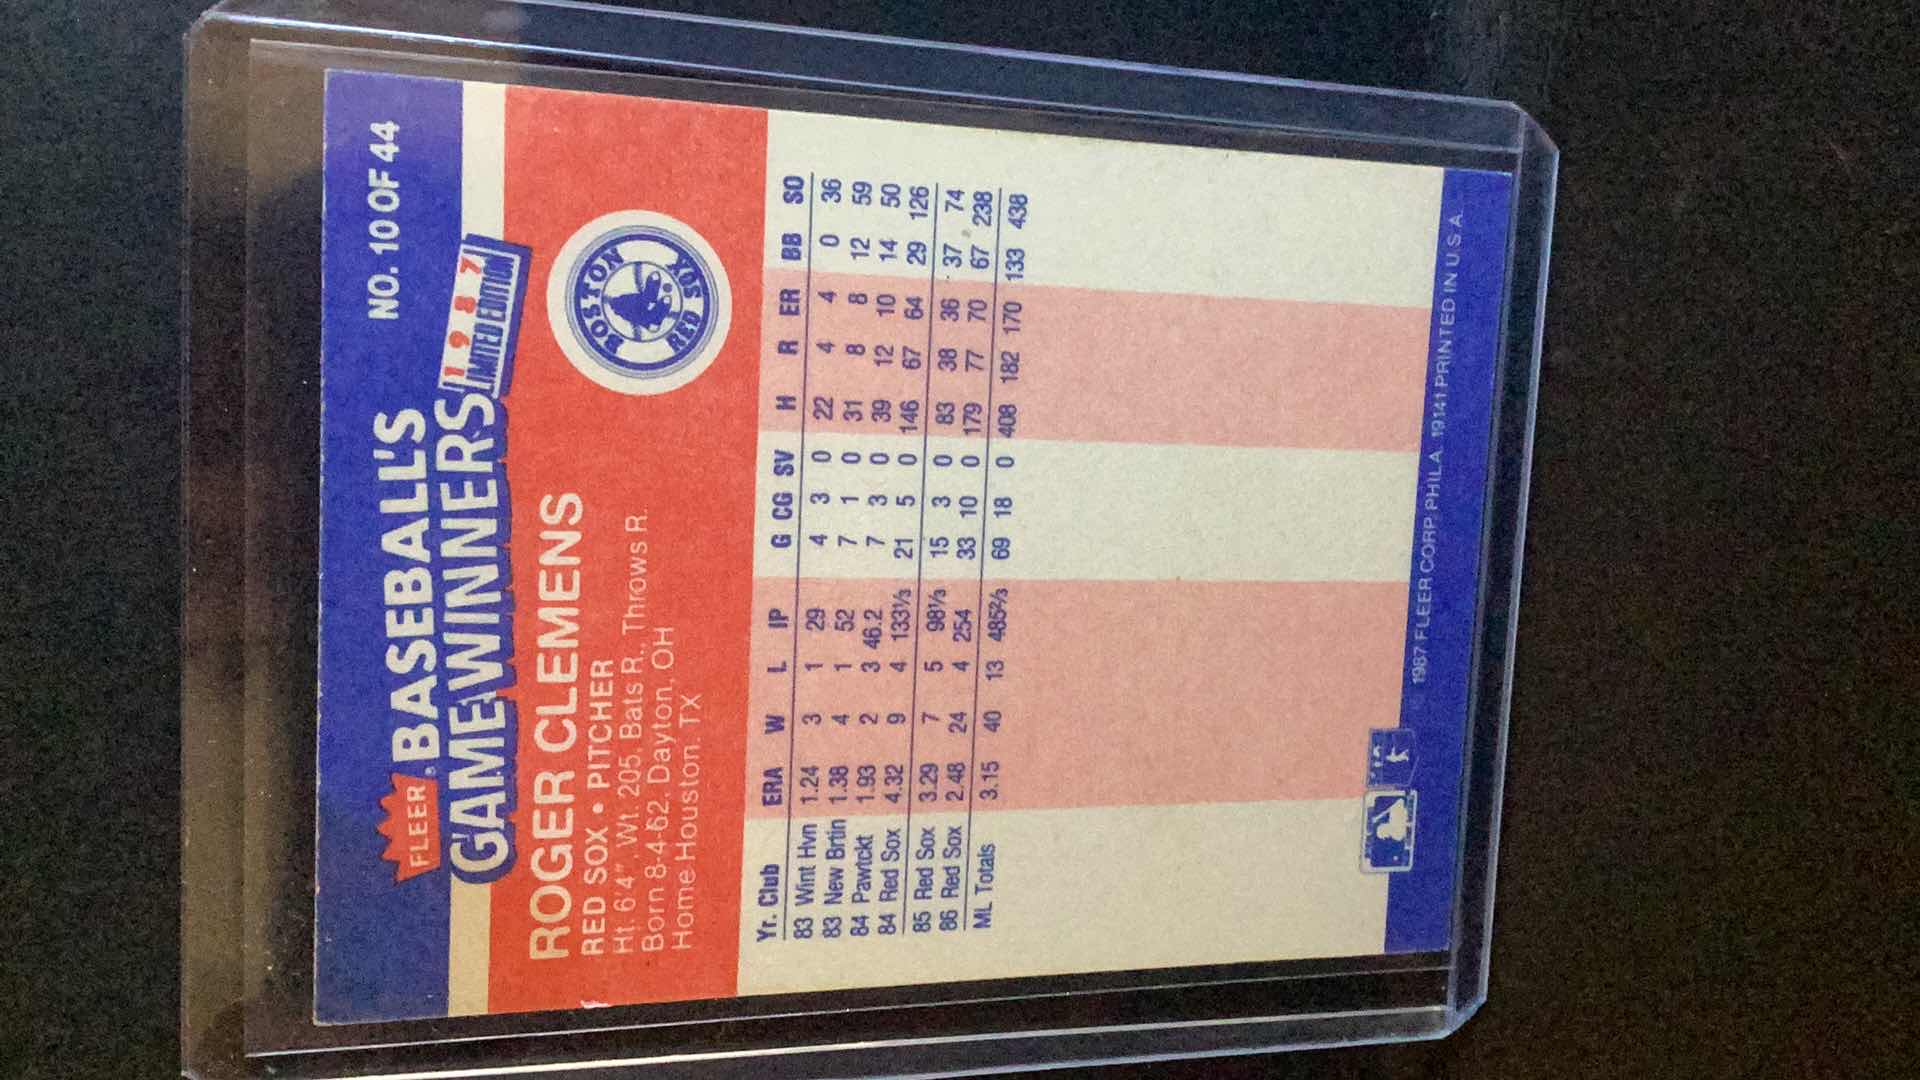 NO. 10 OF 44
FLEER. BASEBALL'S
GAME WINNERS
1987
LIMITED EDITION
ROGER CLEMENS
RED SOX • PITCHER
Ht. 6'4", Wt. 205, Bats R., Throws R.
Born 8-4-62, Dayton, OH
Home Houston, TX
BOSTON
RED SOX
Yr. Club ERA W L IP G CG SV H R ER BB SO
83 Wint Hvn 1.24 3 1 29 4 3 0 22 4 4 0 36
83 New Brtin 1.38 4 1 52 7 1 0 31 8 8 12 59
84 Pawtckt 1.93 2 3 46.2 7 3 0 39 12 10 14 50
84 Red Sox 4.32 9 4 133⅓ 21 5 0 146 67 64 29 126
85 Red Sox 3.29 7 5 98⅓ 15 3 0 83 38 36 37 74
86 Red Sox 2.48 24 4 254 33 10 0 179 77 70 67 238
ML Totals 3.15 40 13 485⅔ 69 18 0 408 182 170 133 438
1987 FLEER CORP. PHILA. 19141 PRINTED IN U.S.A.